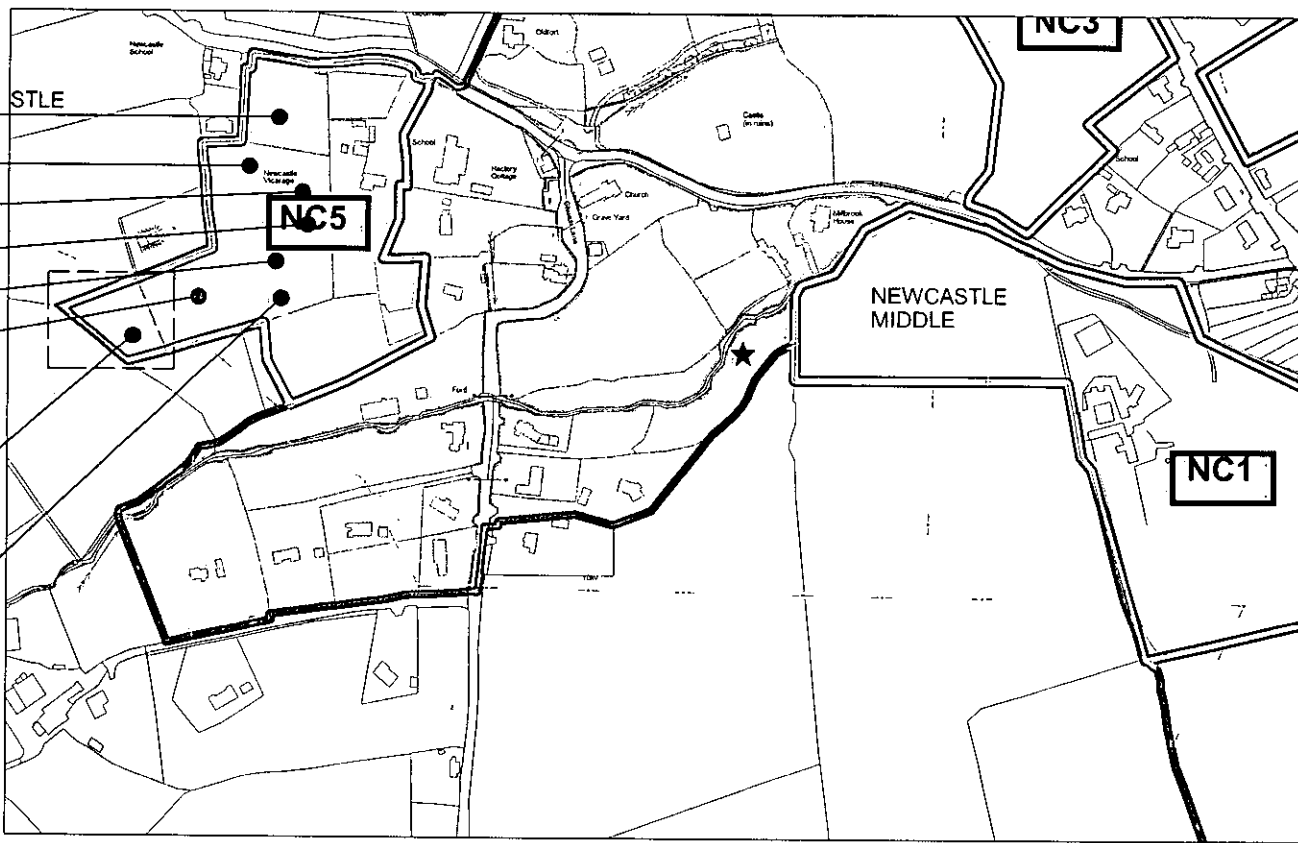 NC3
Oldfort
Newcastle
School
STLE
Castle
(in ruins)
School
School
Newcastle
Vicarage
Hackery
Cottage
Church
Grave Yard
NC5
Millbrook
House
NEWCASTLE
MIDDLE
Ford
NC1